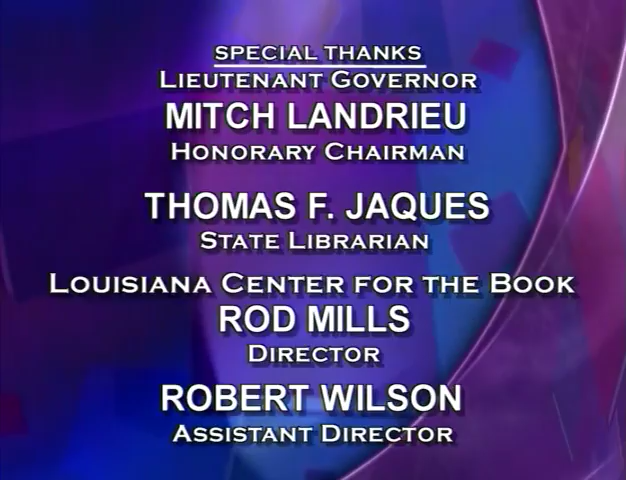 SPECIAL THANKS
LIEUTENANT GOVERNOR
MITCH LANDRIEU
HONORARY CHAIRMAN
THOMAS F. JAQUES
STATE LIBRARIAN
LOUISIANA CENTER FOR THE BOOK
ROD MILLS
DIRECTOR
ROBERT WILSON
ASSISTANT DIRECTOR